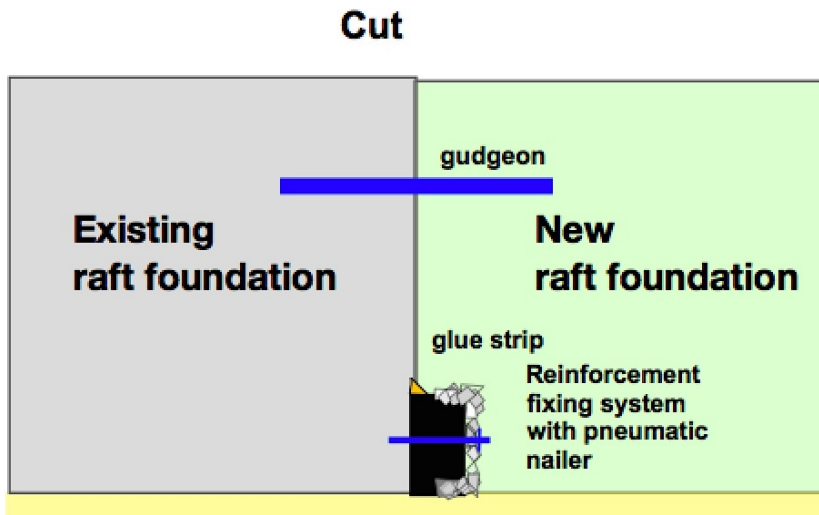 Cut
gudgeon
Existing
raft foundation
New
raft foundation
glue strip
Reinforcement
fixing system
with pneumatic
nailer